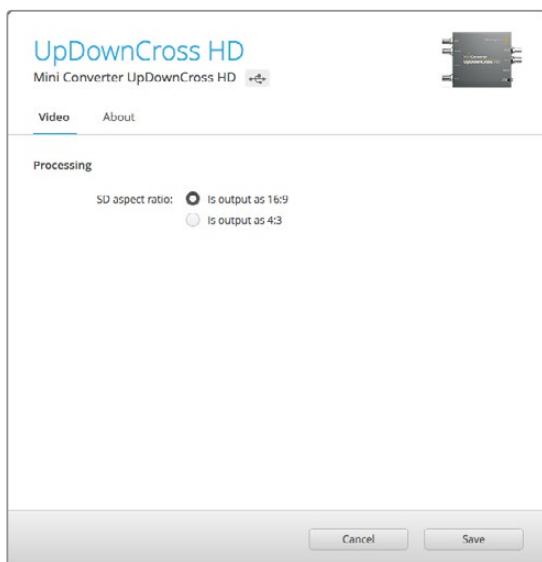 UpDownCross HD
Mini Converter UpDownCross HD
Video About
Processing
SD aspect ratio: Is output as 16:9
Is output as 4:3
Cancel Save